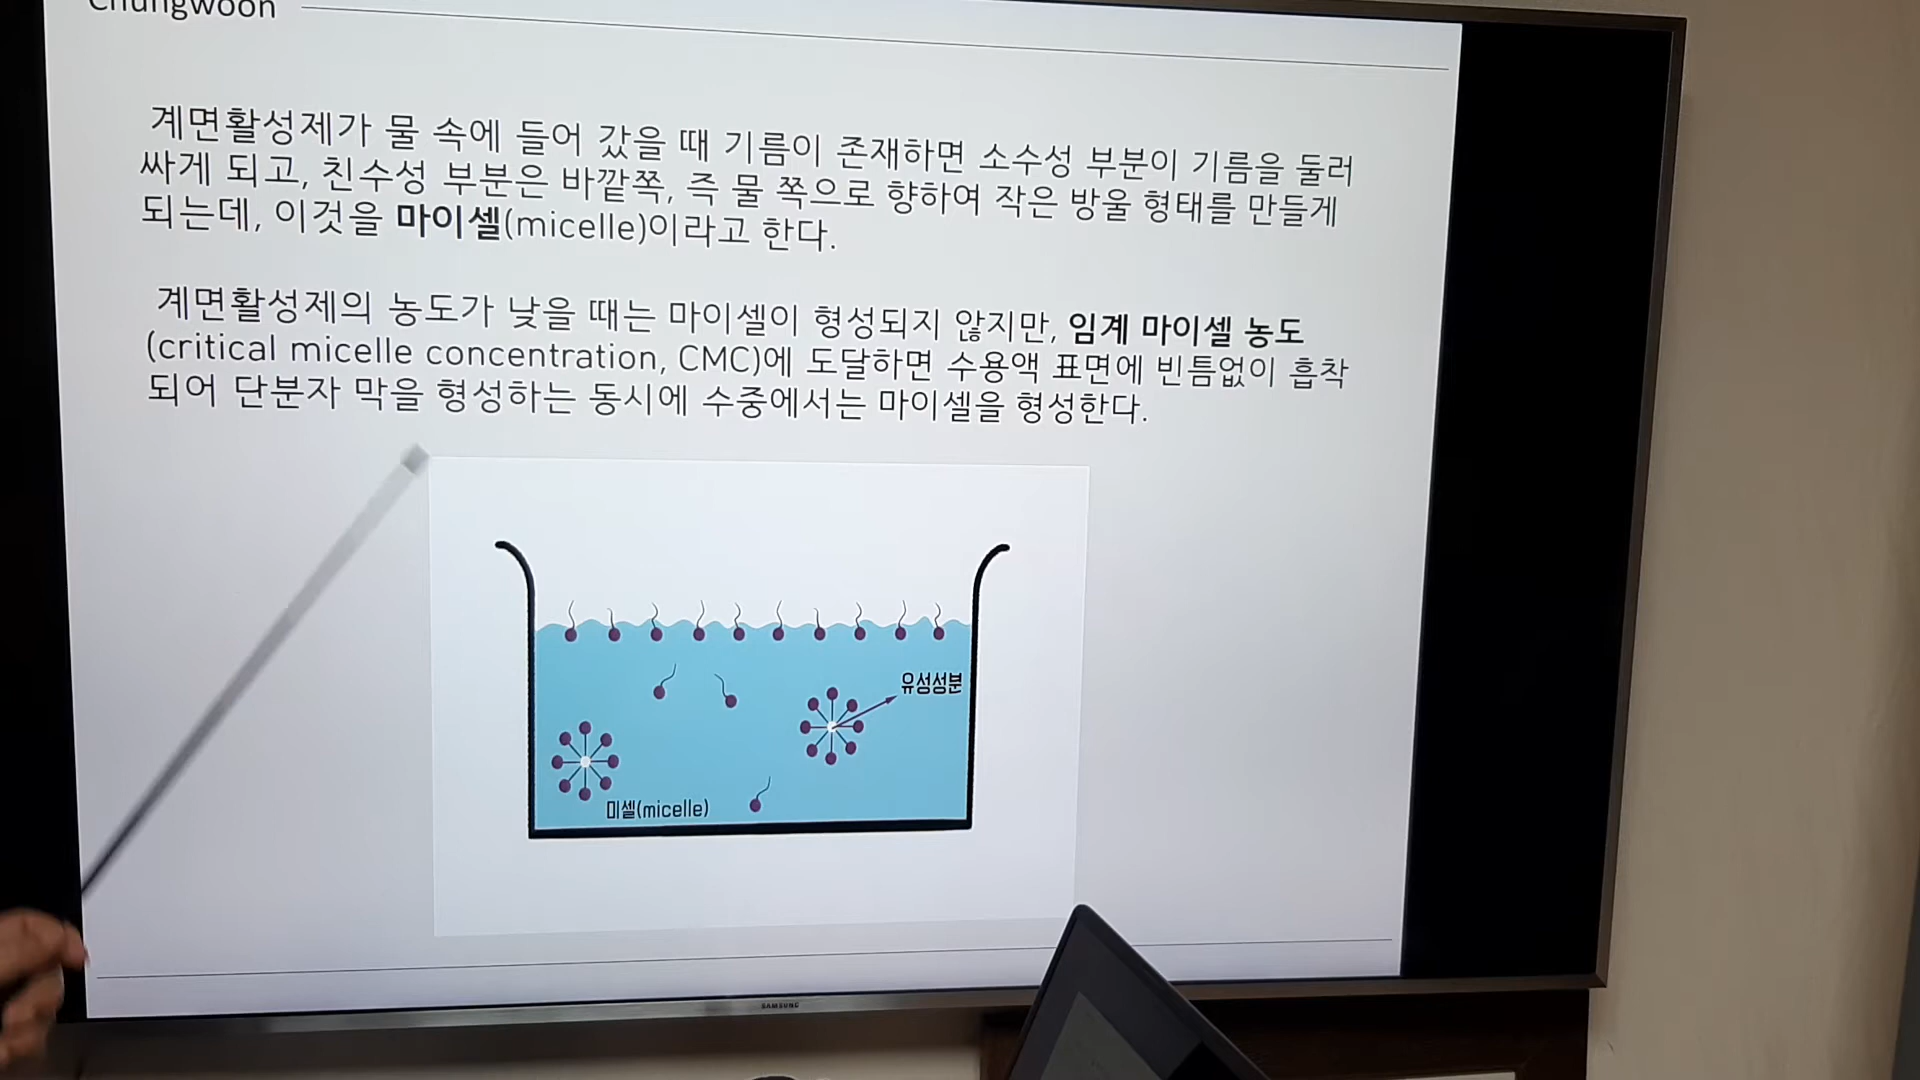 Chungwoon
계면활성제가 물 속에 들어 갔을 때 기름이 존재하면 소수성 부분이 기름을 둘러
싸게 되고, 친수성 부분은 바깥쪽, 즉 물 쪽으로 향하여 작은 방울 형태를 만들게
되는데, 이것을 마이셀(micelle)이라고 한다.
계면활성제의 농도가 낮을 때는 마이셀이 형성되지 않지만, 임계 마이셀 농도
(critical micelle concentration, CMC)에 도달하면 수용액 표면에 빈틈없이 흡착
되어 단분자 막을 형성하는 동시에 수중에서는 마이셀을 형성한다.
유성성분
미셀(micelle)
SAMSUNG